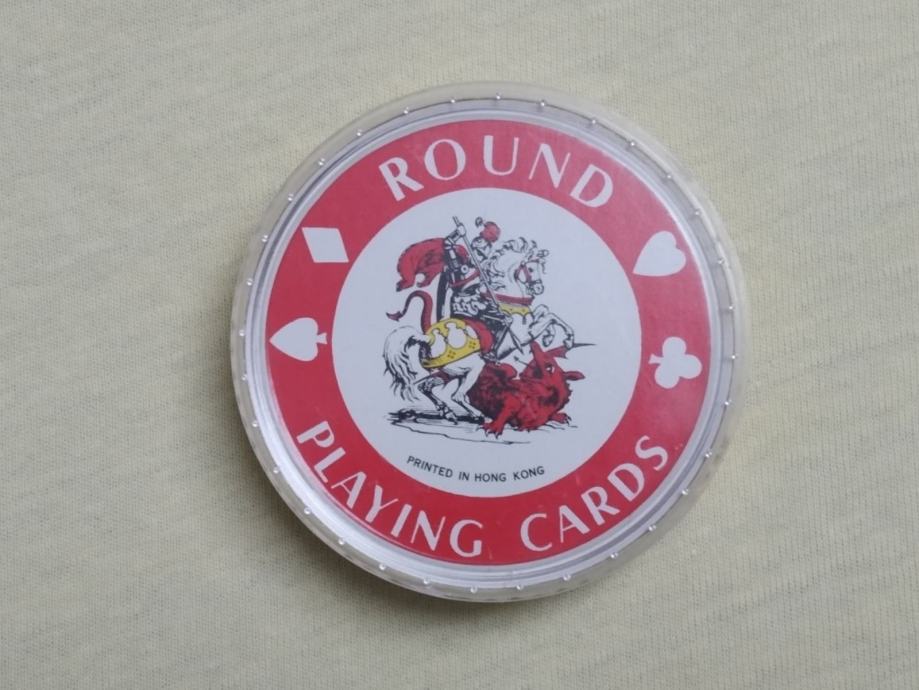 ROUND
PRINTED IN HONG KONG
PLAYING CARDS